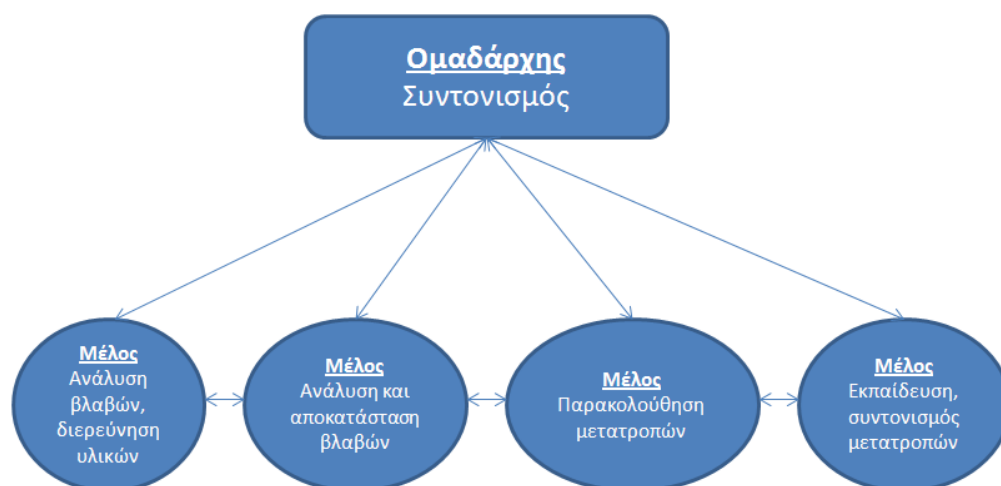 Ομαδάρχης
Συντονισμός
Μέλος
Ανάλυση
βλαβών,
διερεύνηση
υλικών
Μέλος
Ανάλυση και
αποκατάσταση
βλαβών
Μέλος
Παρακολούθηση
μετατροπών
Μέλος
Εκπαίδευση,
συντονισμός
μετατροπών